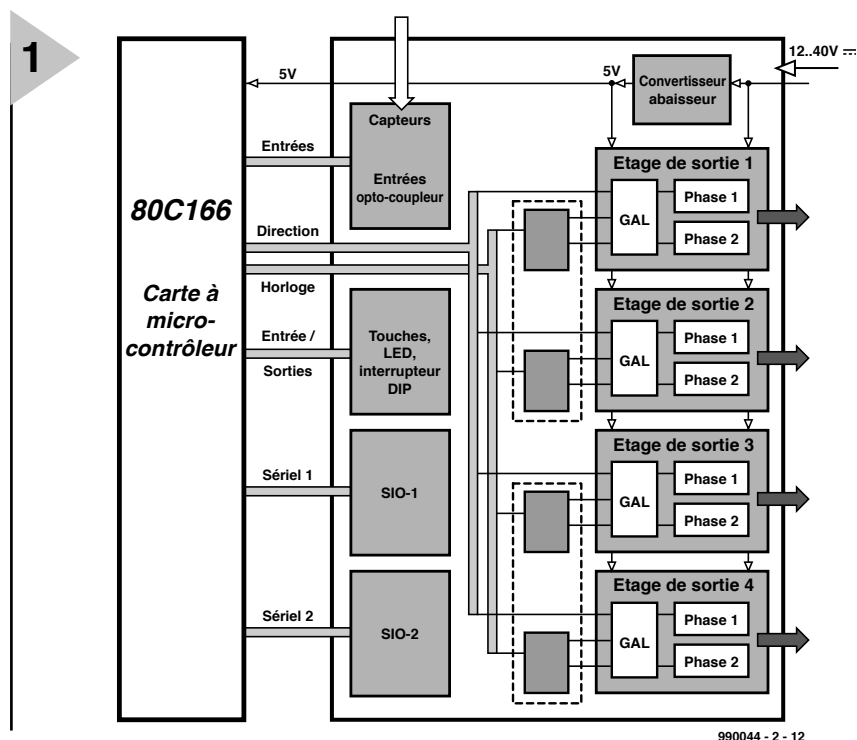 1
12..40V
5V
5V
Convertisseur
abaisseur
80C166
Carte à
micro-
contrôleur
Entrées
Direction
Horloge
Entrée /
Sorties
Sériel 1
Sériel 2
Capteurs
Entrées
opto-coupleur
Touches,
LED,
interrupteur
DIP
SIO-1
SIO-2
Etage de sortie 1
GAL
Phase 1
Phase 2
Etage de sortie 2
GAL
Phase 1
Phase 2
Etage de sortie 3
GAL
Phase 1
Phase 2
Etage de sortie 4
GAL
Phase 1
Phase 2
990044 - 2 - 12